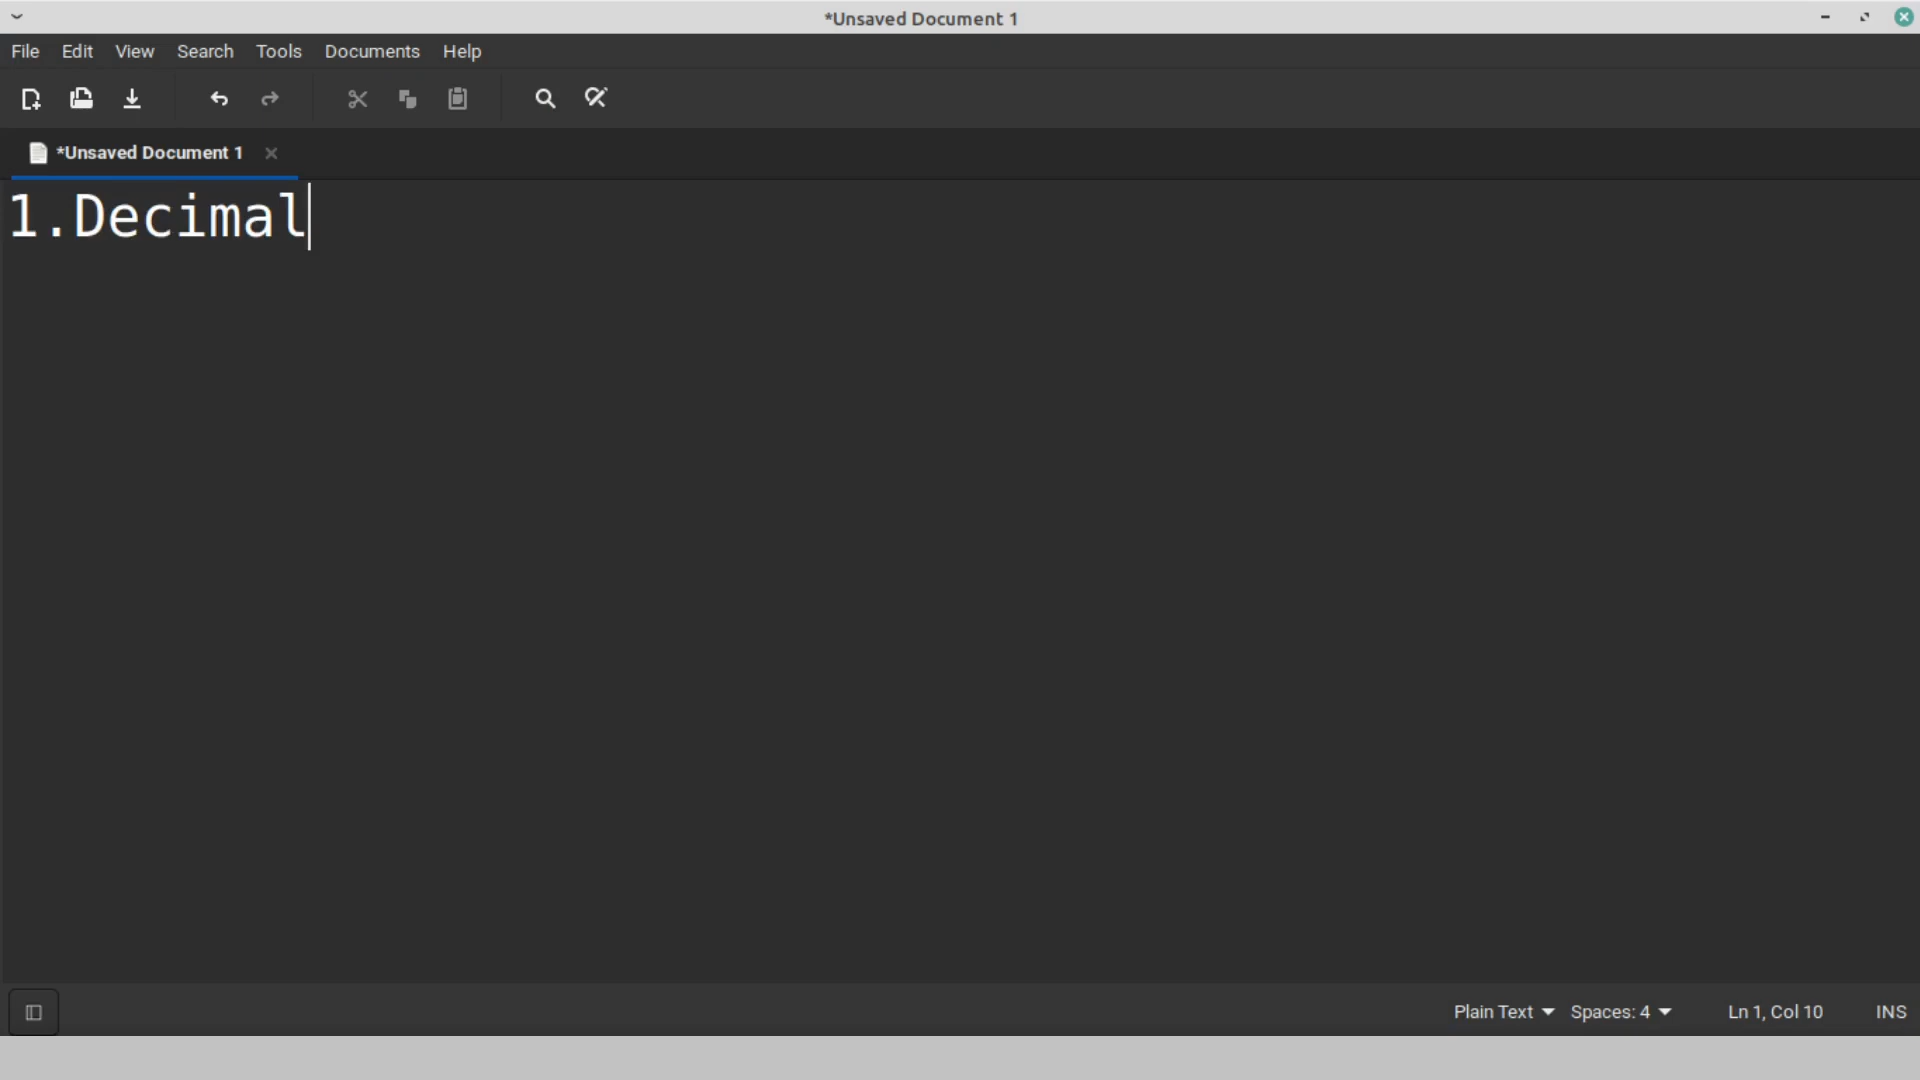 *Unsaved Document 1
File Edit View Search Tools Documents Help
*Unsaved Document 1
1.Decimal
Plain Text Spaces: 4 Ln 1, Col 10 INS